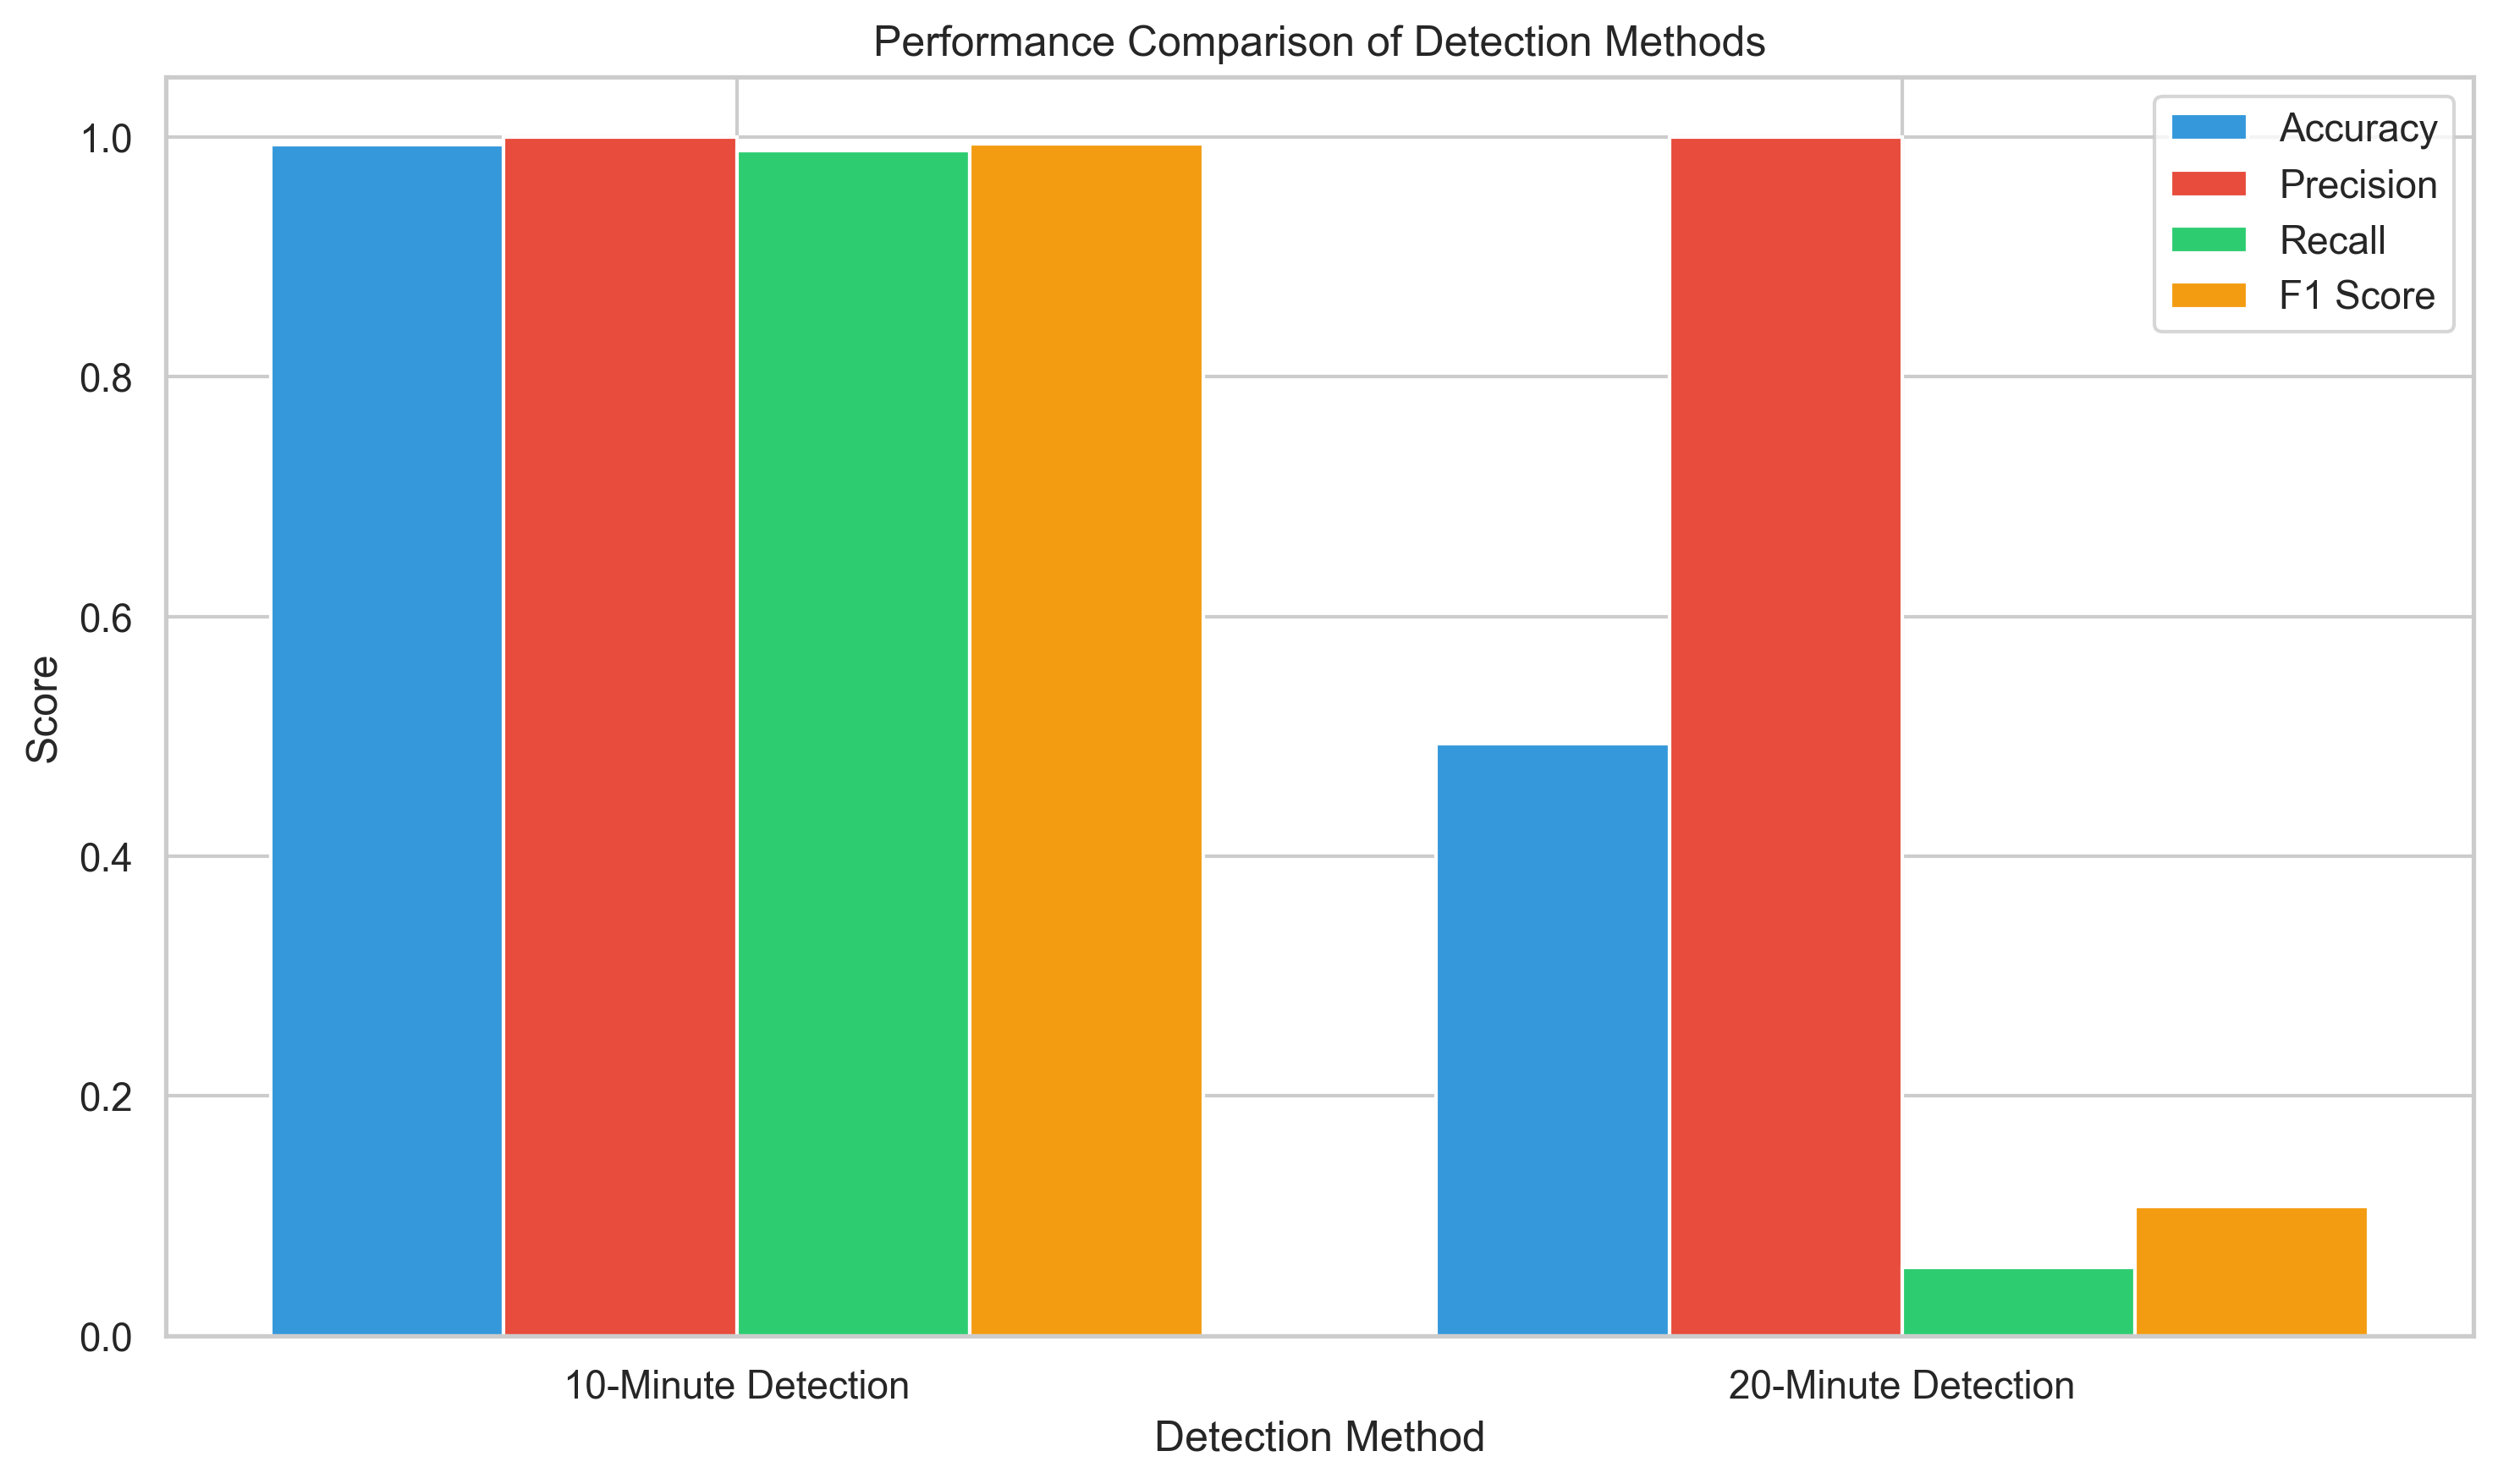 Performance Comparison of Detection Methods
Accuracy
Precision
Recall
F1 Score
1.0
0.8
0.6
0.4
0.2
0.0
Score
10-Minute Detection
20-Minute Detection
Detection Method